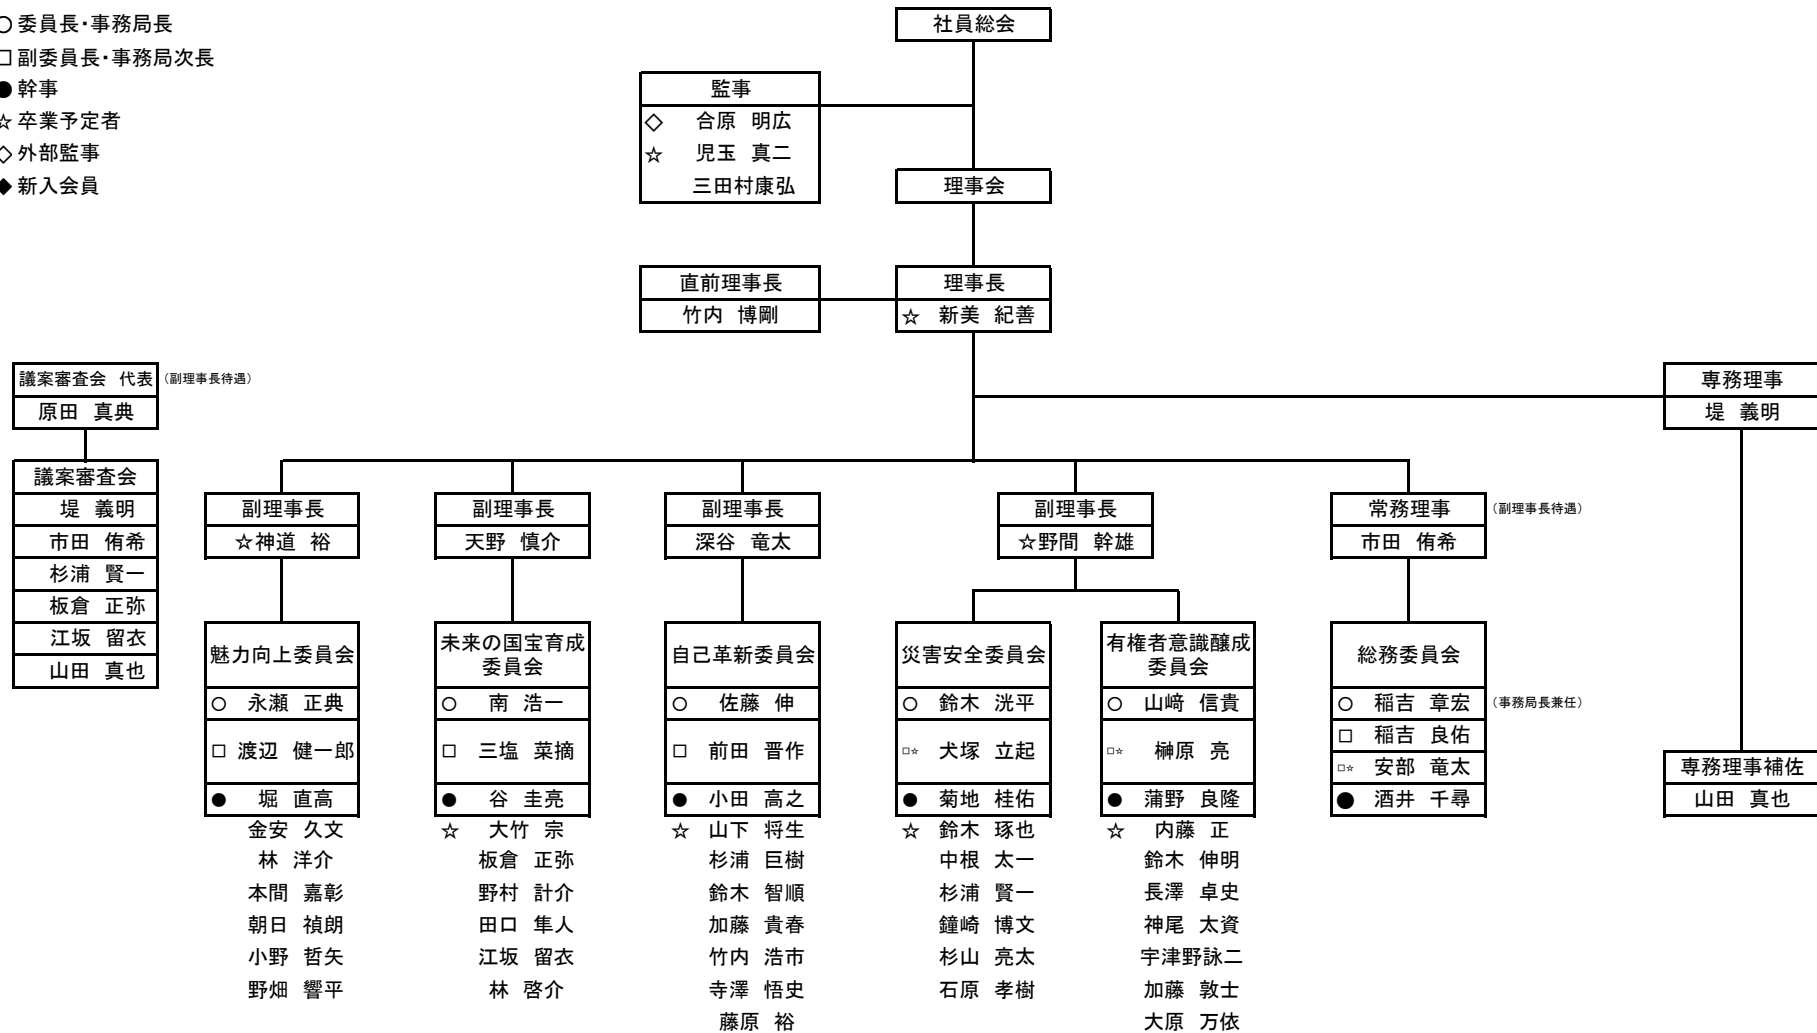 ○ 委員長・事務局長
□ 副委員長・事務局次長
● 幹事
☆ 卒業予定者
◇ 外部監事
◆ 新入会員
社員総会
監事
◇ 合原 明広
☆ 児玉 真二
三田村康弘
理事会
直前理事長
竹内 博剛
理事長
☆ 新美 紀善
議案審査会 代表 (副理事長待遇)
原田 真典
専務理事
堤 義明
議案審査会
堤 義明
市田 侑希
杉浦 賢一
板倉 正弥
江坂 留衣
山田 真也
副理事長
☆神道 裕
魅力向上委員会
○ 永瀬 正典
□ 渡辺 健一郎
● 堀 直高
金安 久文
林 洋介
本間 嘉彰
朝日 禎朗
小野 哲矢
野畑 響平
副理事長
天野 慎介
未来の国宝育成
委員会
○ 南 浩一
□ 三塩 菜摘
● 谷 圭亮
☆ 大竹 宗
板倉 正弥
野村 計介
田口 隼人
江坂 留衣
林 啓介
副理事長
深谷 竜太
自己革新委員会
○ 佐藤 伸
□ 前田 晋作
● 小田 高之
☆ 山下 将生
杉浦 巨樹
鈴木 智順
加藤 貴春
竹内 浩市
寺澤 悟史
藤原 裕
副理事長
☆野間 幹雄
災害安全委員会
○ 鈴木 洸平
□☆ 犬塚 立起
● 菊地 桂佑
☆ 鈴木 琢也
中根 太一
杉浦 賢一
鐘崎 博文
杉山 亮太
石原 孝樹
有権者意識醸成
委員会
○ 山﨑 信貴
□☆ 榊原 亮
● 蒲野 良隆
☆ 内藤 正
鈴木 伸明
長澤 卓史
神尾 太資
宇津野詠二
加藤 敦士
大原 万依
常務理事 (副理事長待遇)
市田 侑希
総務委員会
○ 稲吉 章宏 (事務局長兼任)
□ 稲吉 良佑
□☆ 安部 竜太
● 酒井 千尋
専務理事補佐
山田 真也